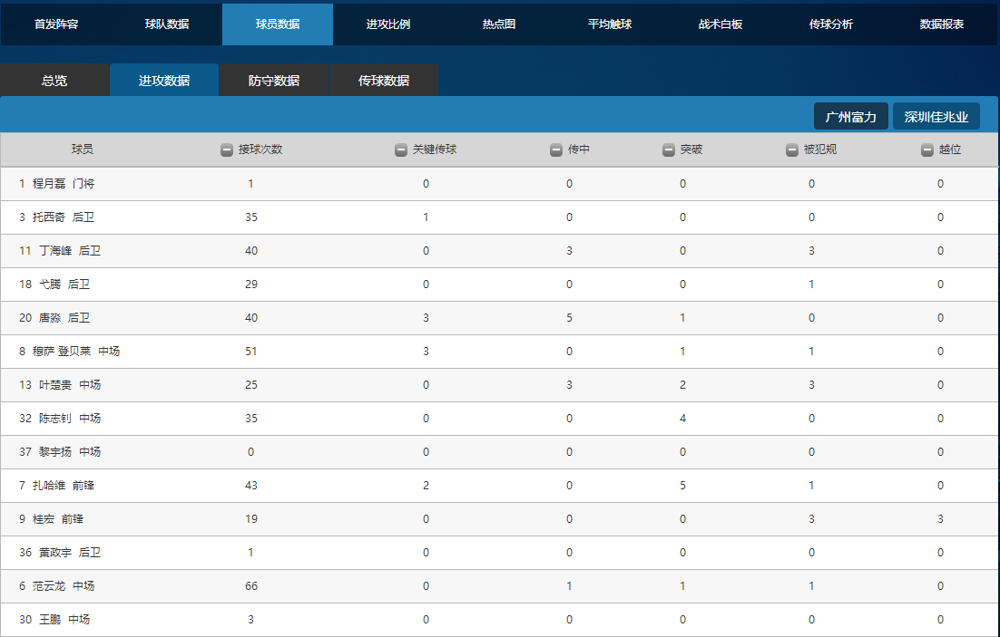 首发阵容 球队数据 球员数据 进攻比例 热点图 平均触球 战术白板 传球分析 数据报表
总览 进攻数据 防守数据 传球数据
广州富力 深圳佳兆业
球员 接球次数 关键传球 传中 突破 被犯规 越位
1 程月磊 门将 1 0 0 0 0 0
3 托西奇 后卫 35 1 0 0 0 0
11 丁海峰 后卫 40 0 3 0 3 0
18 弋腾 后卫 29 0 0 0 1 0
20 唐淼 后卫 40 3 5 1 0 0
8 穆萨 登贝莱 中场 51 3 0 1 1 0
13 叶楚贵 中场 25 0 3 2 3 0
32 陈志钊 中场 35 0 0 4 0 0
37 黎宇扬 中场 0 0 0 0 0 0
7 扎哈维 前锋 43 2 0 5 1 0
9 桂宏 前锋 19 0 0 0 3 3
36 黄政宇 后卫 1 0 0 0 0 0
6 范云龙 中场 66 0 1 1 1 0
30 王鹏 中场 3 0 0 0 0 0